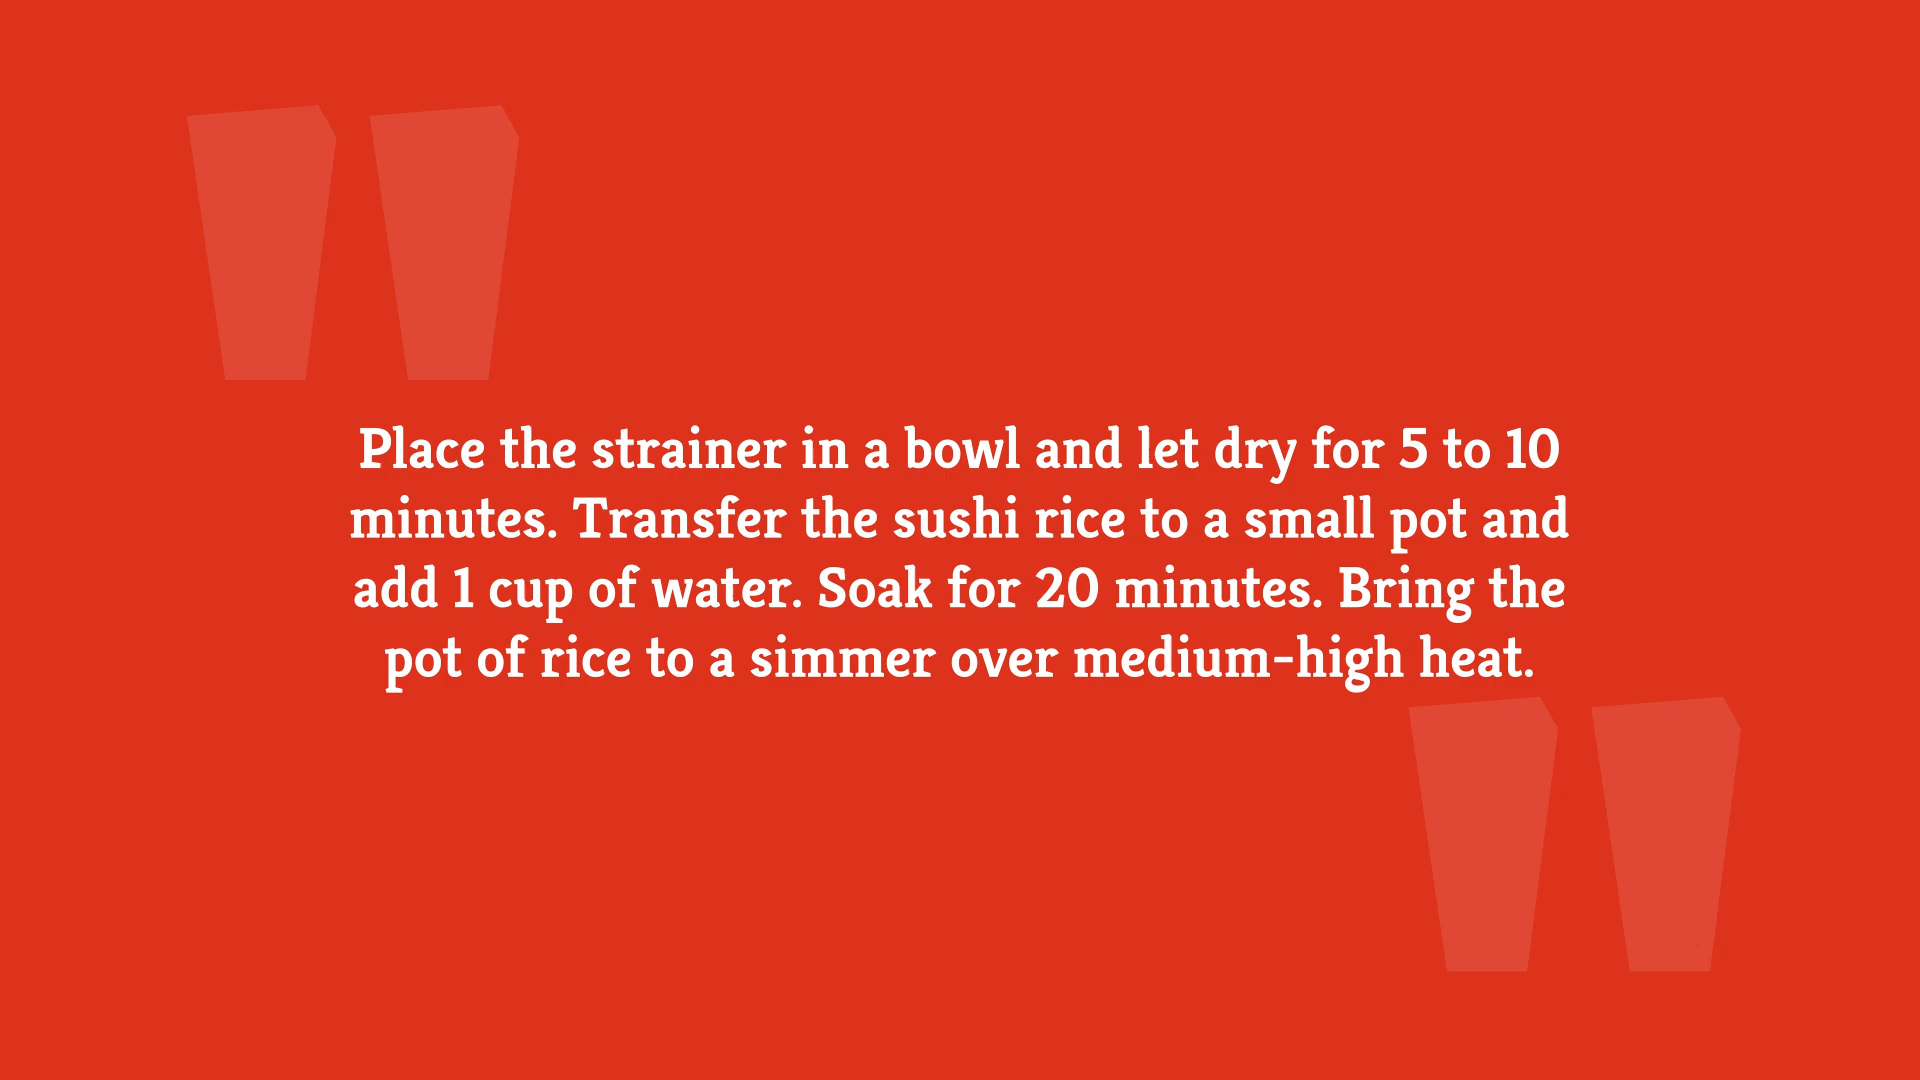 Place the strainer in a bowl and let dry for 5 to 10
minutes. Transfer the sushi rice to a small pot and
add 1 cup of water. Soak for 20 minutes. Bring the
pot of rice to a simmer over medium-high heat.